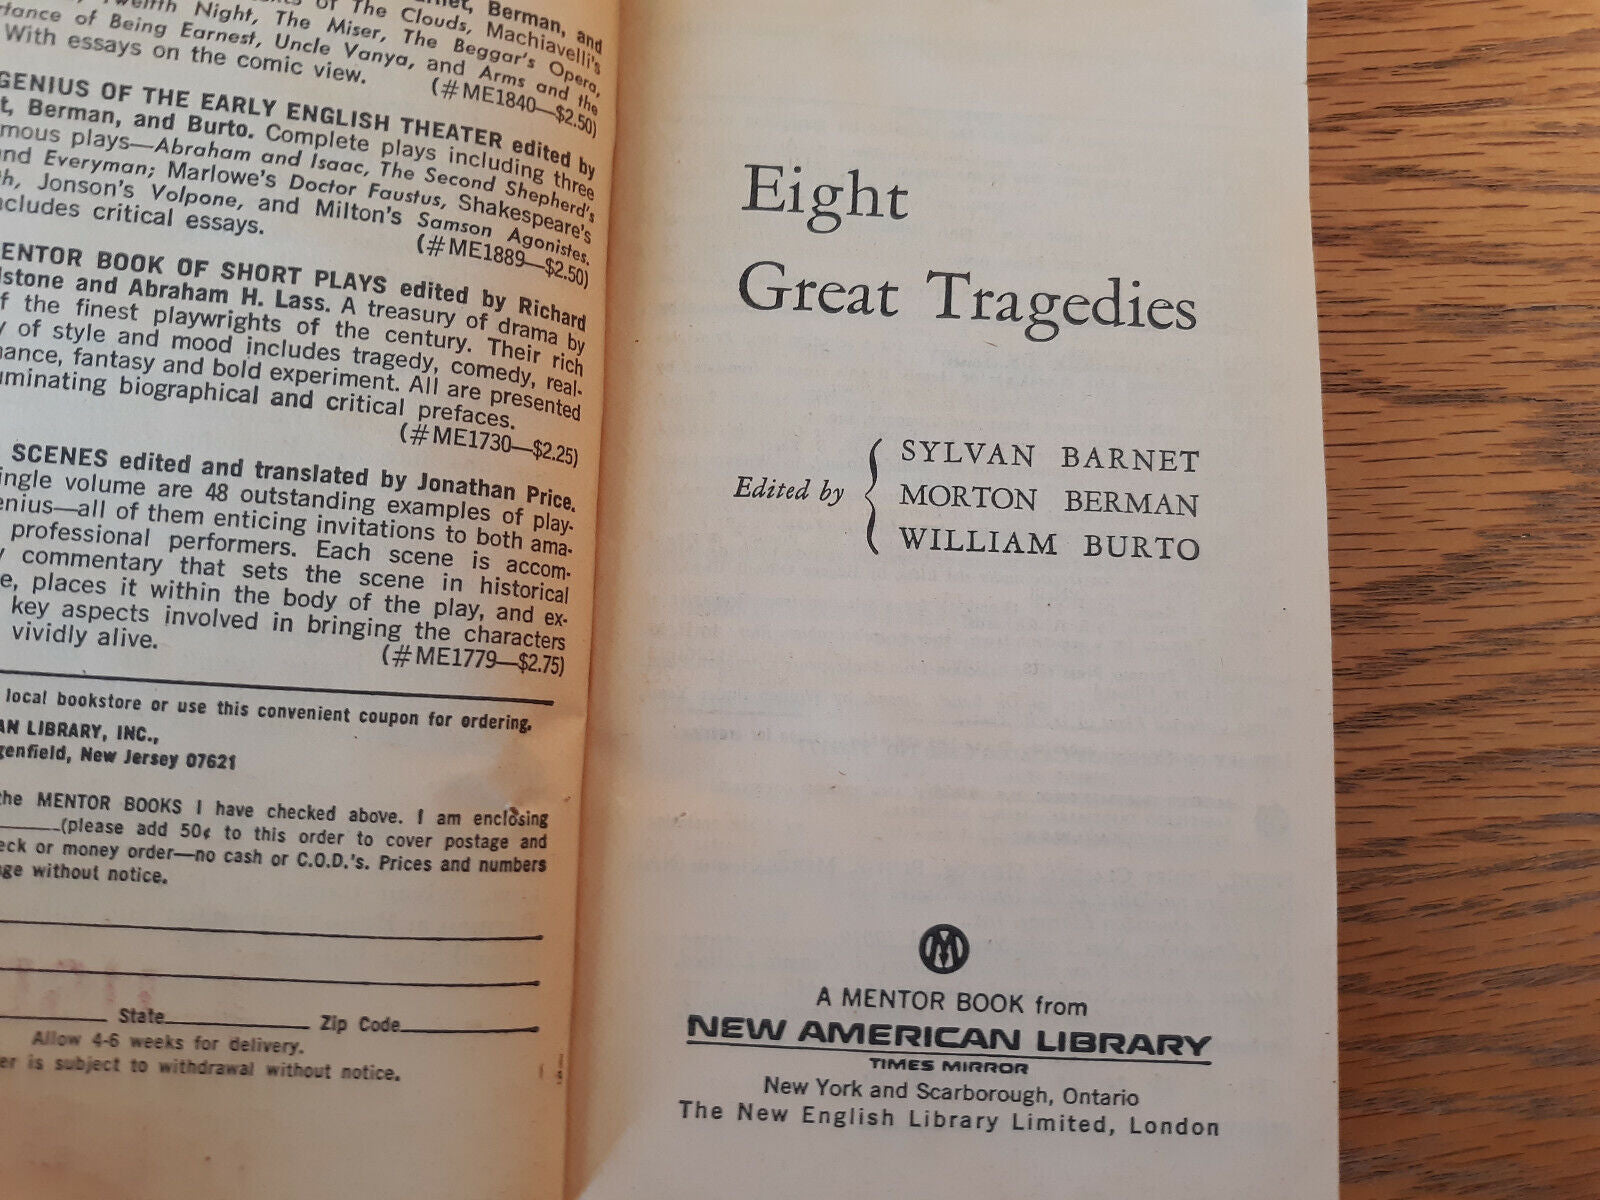 of The Clouds, Machiavelli's
Twelfth Night, The Miser, The Beggar's Opera,
of Being Earnest, Uncle Vanya, and Arms and the
With essays on the comic view. (#ME1840—$2.50)
GENIUS OF THE EARLY ENGLISH THEATER edited by
Berman, and Burto. Complete plays including three
plays—Abraham and Isaac, The Second Shepherd's
Everyman; Marlowe's Doctor Faustus, Shakespeare's
Jonson's Volpone, and Milton's Samson Agonistes.
critical essays. (#ME1889—$2.50)
BOOK OF SHORT PLAYS edited by Richard
and Abraham H. Lass. A treasury of drama by
the finest playwrights of the century. Their rich
of style and mood includes tragedy, comedy, real-
fantasy and bold experiment. All are presented
biographical and critical prefaces.
(#ME1730—$2.25)
SCENES edited and translated by Jonathan Price.
volume are 48 outstanding examples of play-
all of them enticing invitations to both ama-
professional performers. Each scene is accom-
commentary that sets the scene in historical
places it within the body of the play, and ex-
key aspects involved in bringing the characters
vividly alive. (#ME1779—$2.75)
local bookstore or use this convenient coupon for ordering.
LIBRARY, INC.,
New Jersey 07621
the MENTOR BOOKS I have checked above. I am enclosing
(please add 50¢ to this order to cover postage and
or money order—no cash or C.O.D.'s. Prices and numbers
without notice.
State Zip Code
Allow 4-6 weeks for delivery.
is subject to withdrawal without notice.
Eight
Great Tragedies
Edited by
SYLVAN BARNET
MORTON BERMAN
WILLIAM BURTO
M
A MENTOR BOOK from
NEW AMERICAN LIBRARY
TIMES MIRROR
New York and Scarborough, Ontario
The New English Library Limited, London